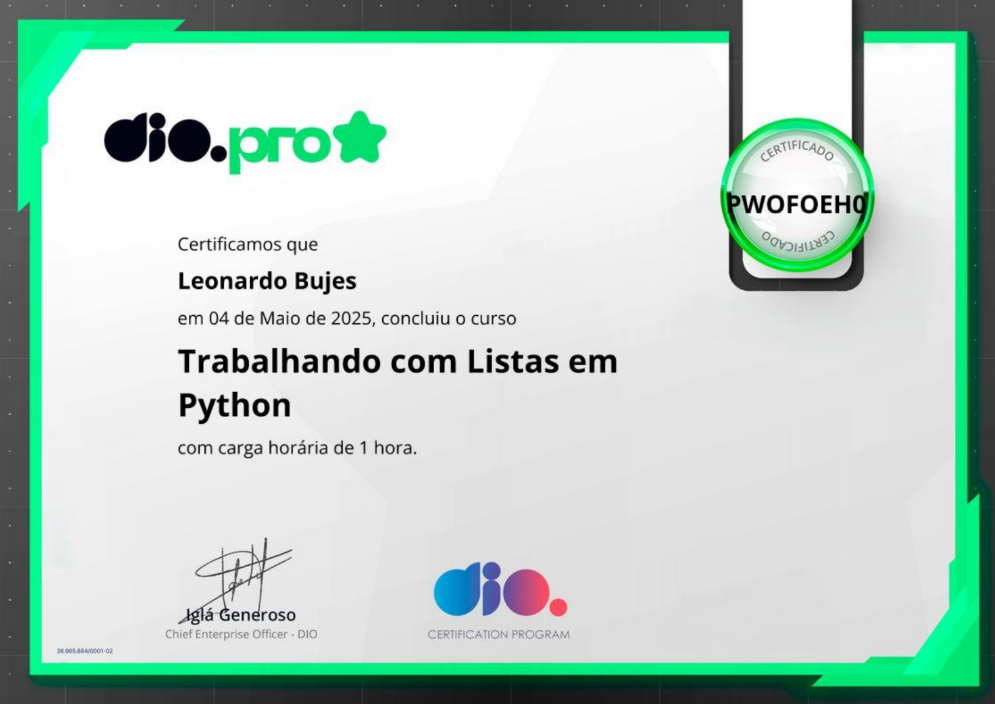 dio.pro
CERTIFICADO
PWOFOEH0
CERTIFICADO
Certificamos que
Leonardo Bujes
em 04 de Maio de 2025, concluiu o curso
Trabalhando com Listas em
Python
com carga horária de 1 hora.
Iglá Generoso
Chief Enterprise Officer - DIO
dio.
CERTIFICATION PROGRAM
26.965.884/0001-02